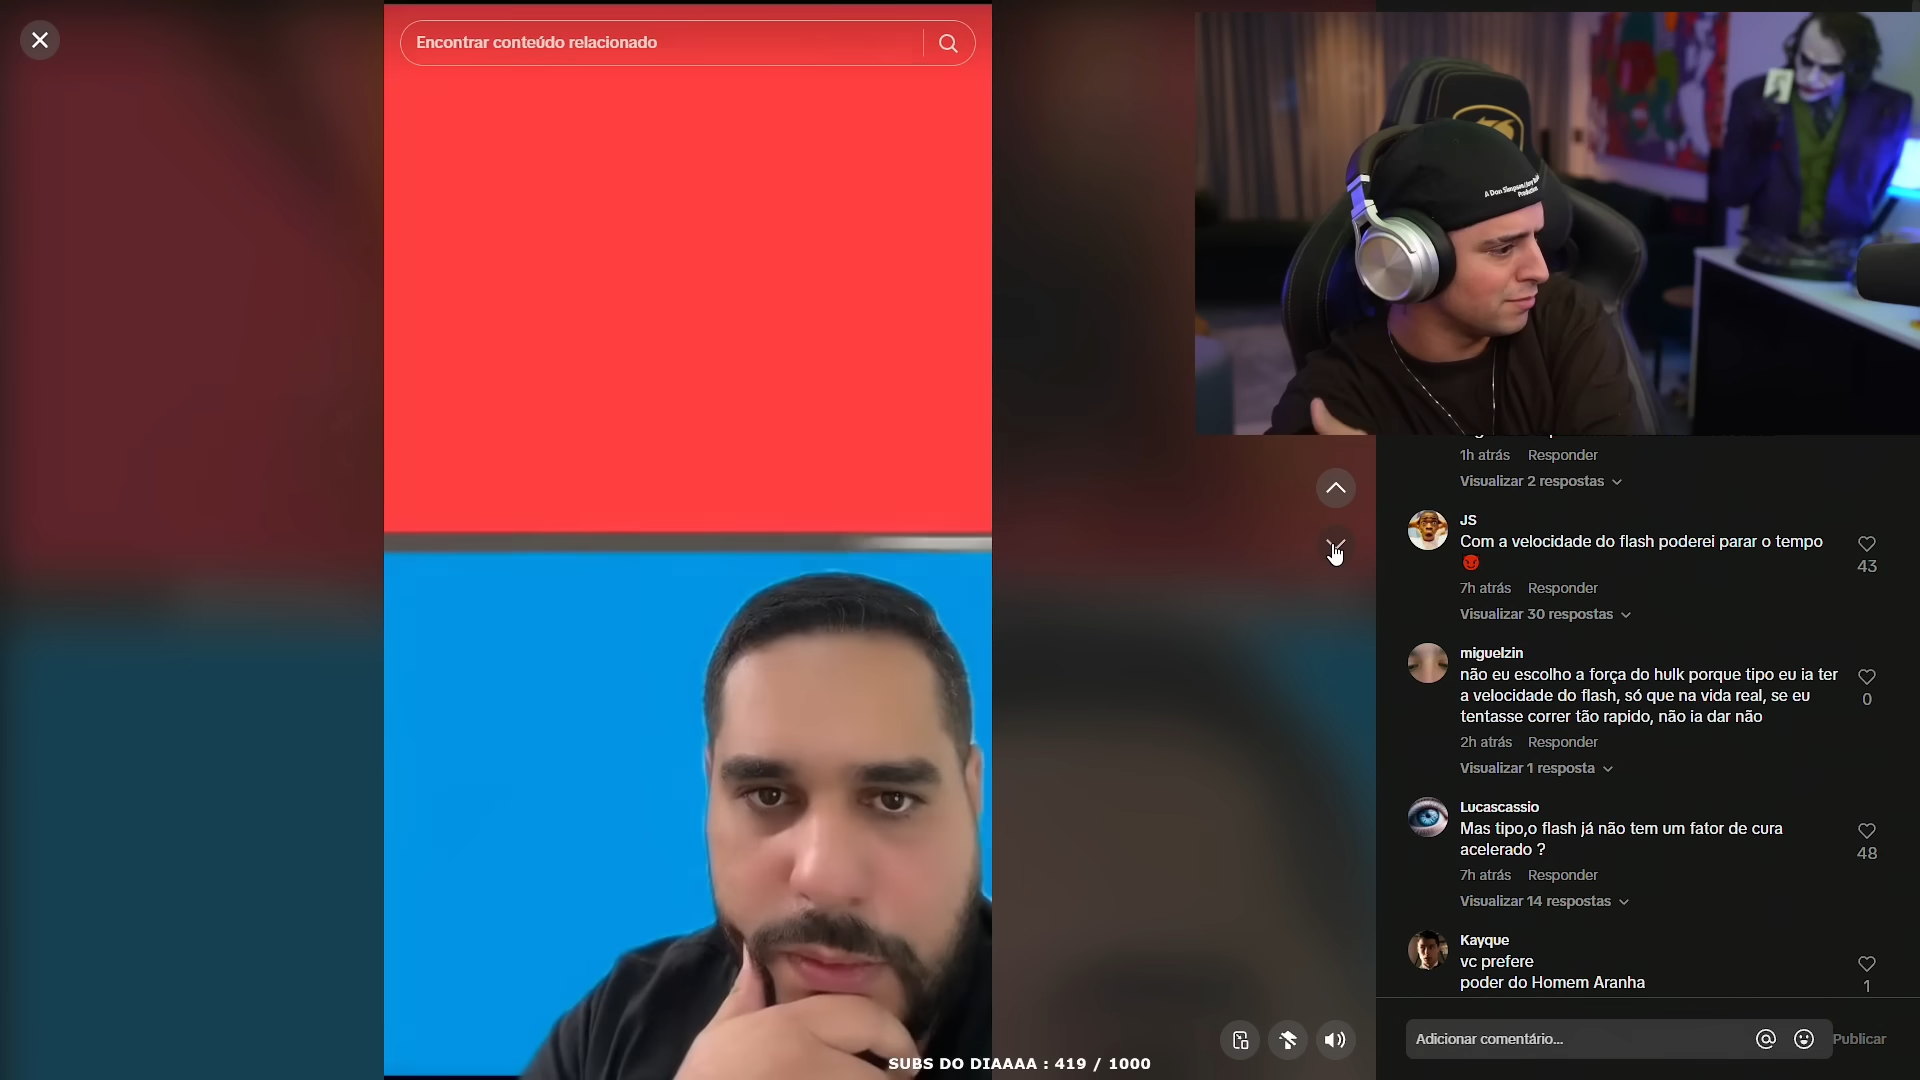 Encontrar conteúdo relacionado
A Don Simpson/Jerry
Production
1h atrás Responder
Visualizar 2 respostas
JS
Com a velocidade do flash poderei parar o tempo
😈
43
7h atrás Responder
Visualizar 30 respostas
miguelzin
não eu escolho a força do hulk porque tipo eu ia ter
a velocidade do flash, só que na vida real, se eu
tentasse correr tão rapido, não ia dar não
0
2h atrás Responder
Visualizar 1 resposta
Lucascassio
Mas tipo,o flash já não tem um fator de cura
acelerado ?
48
7h atrás Responder
Visualizar 14 respostas
Kayque
vc prefere
poder do Homem Aranha
1
Adicionar comentário...
Publicar
SUBS DO DIAAAA : 419 / 1000